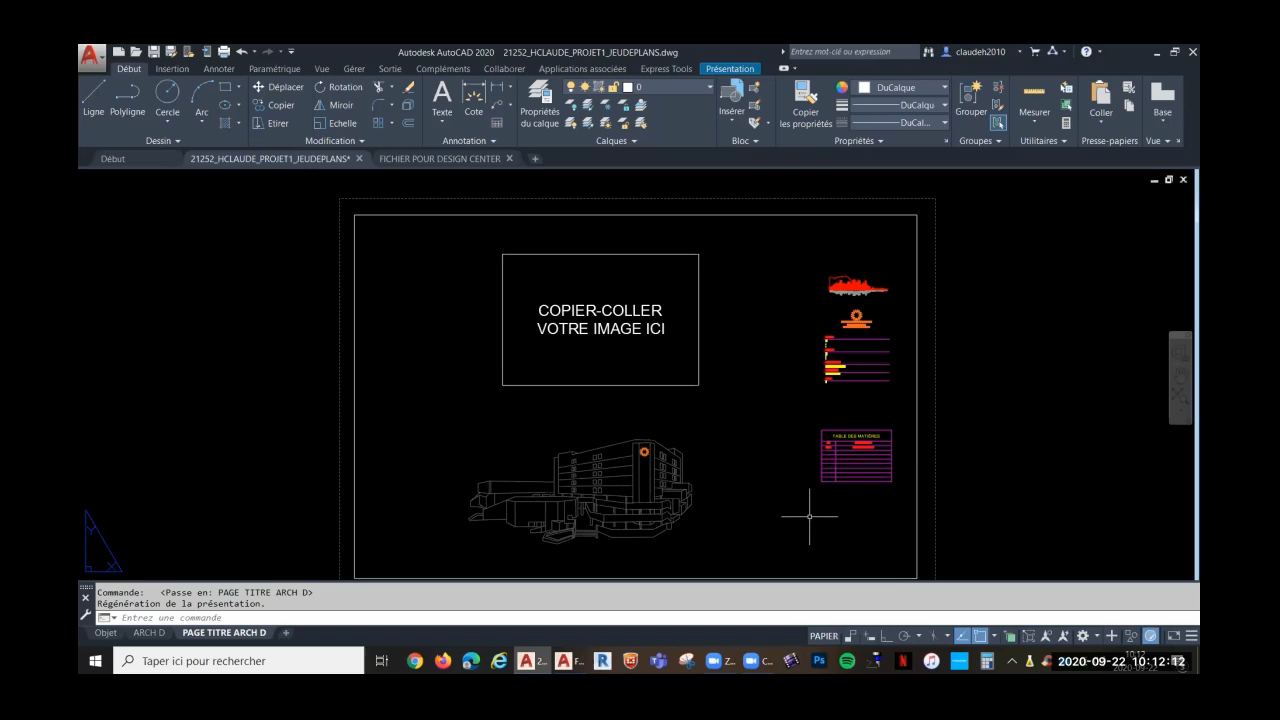 Autodesk AutoCAD 2020 21252_HCLAUDE_PROJET1_JEUDEPLANS.dwg
Entrez mot-clé ou expression
claudeh2010
Début Insertion Annoter Paramétrique Vue Gérer Sortie Compléments Collaborer Applications associées Express Tools Présentation
Ligne Polyligne Cercle Arc
Déplacer Rotation
Copier Miroir
Etirer Echelle
Texte Cote
Propriétés
du calque
0
Insérer
Copier
les propriétés
DuCalque
DuCalqu
DuCal...
Grouper
Mesurer
Coller
Base
Dessin Modification Annotation Calques Bloc Propriétés Groupes Utilitaires Presse-papiers Vue
Début 21252_HCLAUDE_PROJET1_JEUDEPLANS* FICHIER POUR DESIGN CENTER
COPIER-COLLER
VOTRE IMAGE ICI
TABLE DES MATIÈRES
Y
X
Commande: <Passe en: PAGE TITRE ARCH D>
Régénération de la présentation.
Entrez une commande
Objet ARCH D PAGE TITRE ARCH D
PAPIER
Taper ici pour rechercher
2... F... Z... C...
10:12
2020-09-22 10:12:12